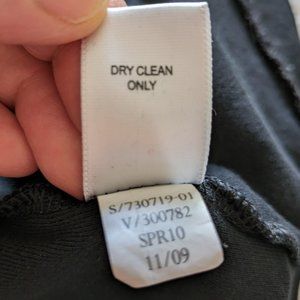 DRY CLEAN
ONLY
S/730719-01
V/300782
SPR10
11/09